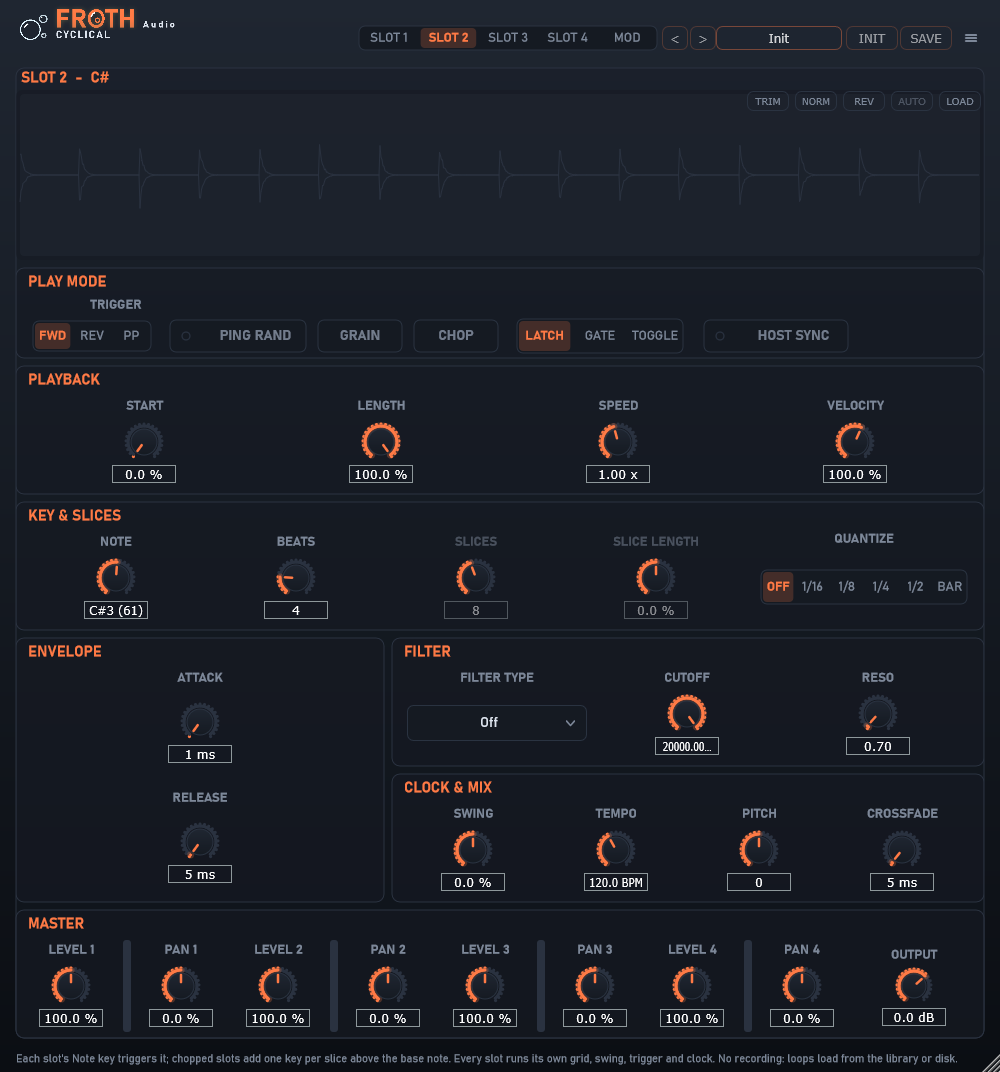 FROTH Audio
CYCLICAL
SLOT 1 SLOT 2 SLOT 3 SLOT 4 MOD < > Init INIT SAVE
SLOT 2 - C#
TRIM NORM REV AUTO LOAD
PLAY MODE
TRIGGER
FWD REV PP PING RAND GRAIN CHOP LATCH GATE TOGGLE HOST SYNC
PLAYBACK
START LENGTH SPEED VELOCITY
0.0 % 100.0 % 1.00 x 100.0 %
KEY & SLICES
NOTE BEATS SLICES SLICE LENGTH QUANTIZE
OFF 1/16 1/8 1/4 1/2 BAR
C#3 (61) 4 8 0.0 %
ENVELOPE
ATTACK
1 ms
RELEASE
5 ms
FILTER
FILTER TYPE CUTOFF RESO
Off
20000.00... 0.70
CLOCK & MIX
SWING TEMPO PITCH CROSSFADE
0.0 % 120.0 BPM 0 5 ms
MASTER
LEVEL 1 PAN 1 LEVEL 2 PAN 2 LEVEL 3 PAN 3 LEVEL 4 PAN 4 OUTPUT
100.0 % 0.0 % 100.0 % 0.0 % 100.0 % 0.0 % 100.0 % 0.0 % 0.0 dB
Each slot's Note key triggers it; chopped slots add one key per slice above the base note. Every slot runs its own grid, swing, trigger and clock. No recording: loops load from the library or disk.